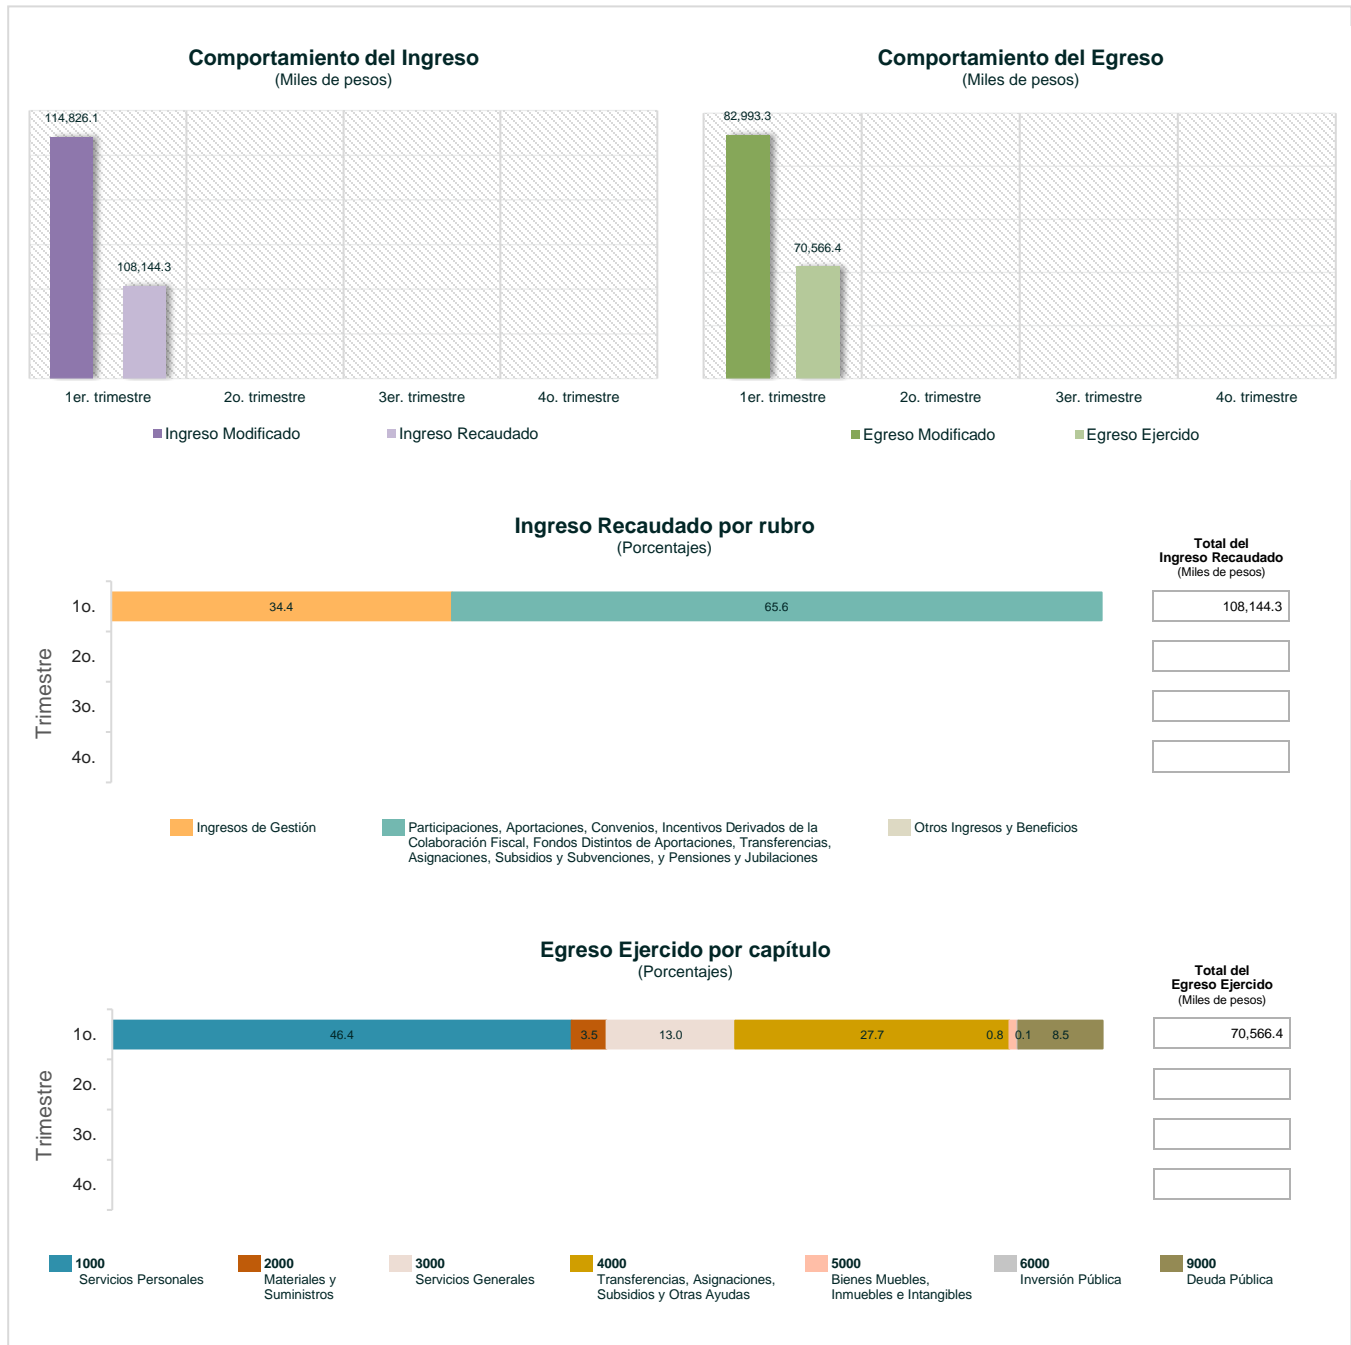 Comportamiento del Ingreso
(Miles de pesos)
114,826.1
108,144.3
1er. trimestre
2o. trimestre
3er. trimestre
4o. trimestre
Ingreso Modificado
Ingreso Recaudado
Comportamiento del Egreso
(Miles de pesos)
82,993.3
70,566.4
1er. trimestre
2o. trimestre
3er. trimestre
4o. trimestre
Egreso Modificado
Egreso Ejercido
Ingreso Recaudado por rubro
(Porcentajes)
Total del
Ingreso Recaudado
(Miles de pesos)
Trimestre
1o.
34.4
65.6
108,144.3
2o.
3o.
4o.
Ingresos de Gestión
Participaciones, Aportaciones, Convenios, Incentivos Derivados de la
Colaboración Fiscal, Fondos Distintos de Aportaciones, Transferencias,
Asignaciones, Subsidios y Subvenciones, y Pensiones y Jubilaciones
Otros Ingresos y Beneficios
Egreso Ejercido por capítulo
(Porcentajes)
Total del
Egreso Ejercido
(Miles de pesos)
Trimestre
1o.
46.4
3.5
13.0
27.7
0.8
0.1
8.5
70,566.4
2o.
3o.
4o.
1000
Servicios Personales
2000
Materiales y
Suministros
3000
Servicios Generales
4000
Transferencias, Asignaciones,
Subsidios y Otras Ayudas
5000
Bienes Muebles,
Inmuebles e Intangibles
6000
Inversión Pública
9000
Deuda Pública